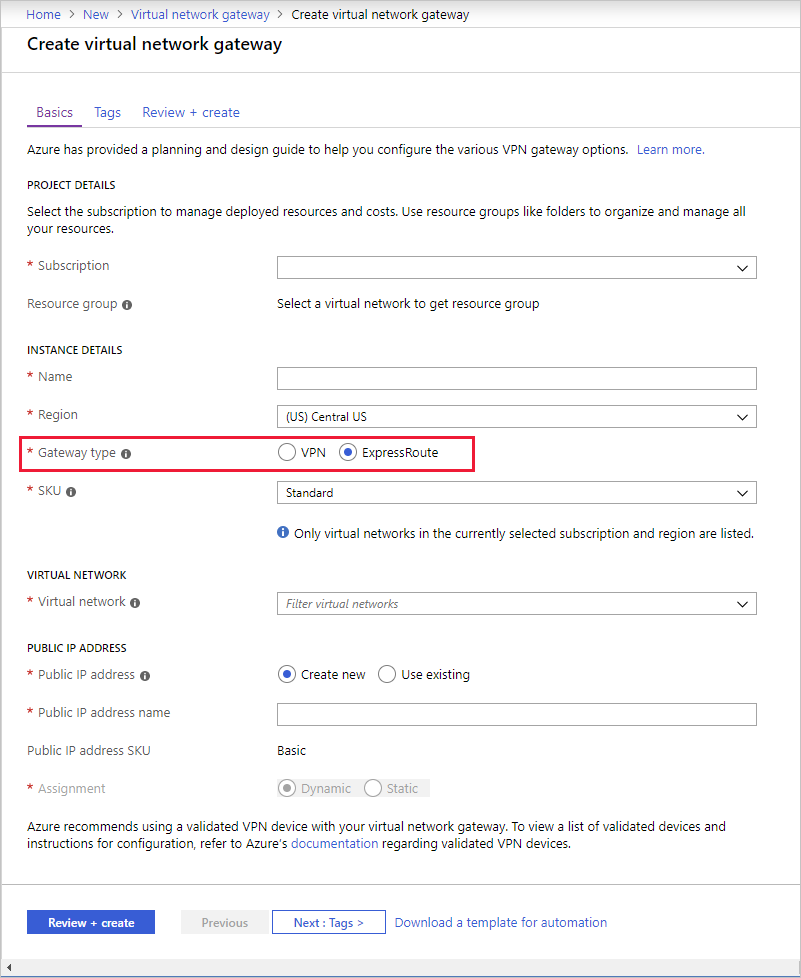 Home > New > Virtual network gateway > Create virtual network gateway
Create virtual network gateway
Basics Tags Review + create
Azure has provided a planning and design guide to help you configure the various VPN gateway options. Learn more.
PROJECT DETAILS
Select the subscription to manage deployed resources and costs. Use resource groups like folders to organize and manage all
your resources.
* Subscription
Resource group Select a virtual network to get resource group
INSTANCE DETAILS
* Name
* Region (US) Central US
* Gateway type VPN ExpressRoute
* SKU Standard
Only virtual networks in the currently selected subscription and region are listed.
VIRTUAL NETWORK
* Virtual network Filter virtual networks
PUBLIC IP ADDRESS
* Public IP address Create new Use existing
* Public IP address name
Public IP address SKU Basic
* Assignment Dynamic Static
Azure recommends using a validated VPN device with your virtual network gateway. To view a list of validated devices and
instructions for configuration, refer to Azure's documentation regarding validated VPN devices.
Review + create Previous Next : Tags > Download a template for automation